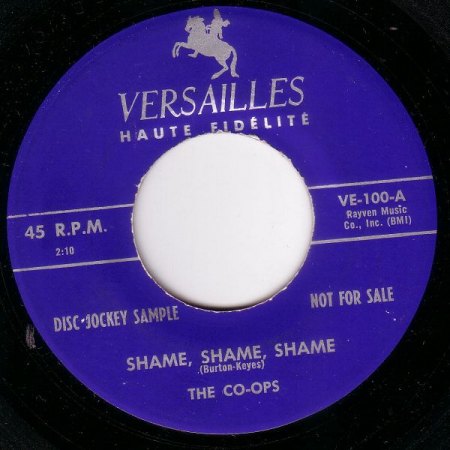 VERSAILLES
HAUTE FIDÉLITÉ
45 R.P.M.
2:10
VE-100-A
Rayven Music
Co., Inc. (BMI)
DISC-JOCKEY SAMPLE
NOT FOR SALE
SHAME, SHAME, SHAME
(Burton-Keyes)
THE CO-OPS